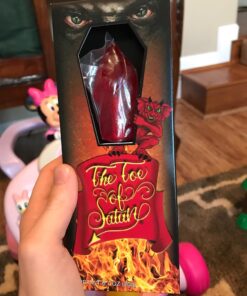 The Toe
of
Satan